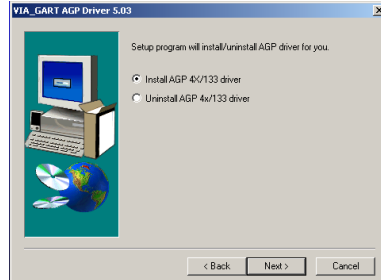 VIA_GART AGP Driver 5.03
Setup program will install/uninstall AGP driver for you.
Install AGP 4X/133 driver
Uninstall AGP 4x/133 driver
< Back
Next >
Cancel